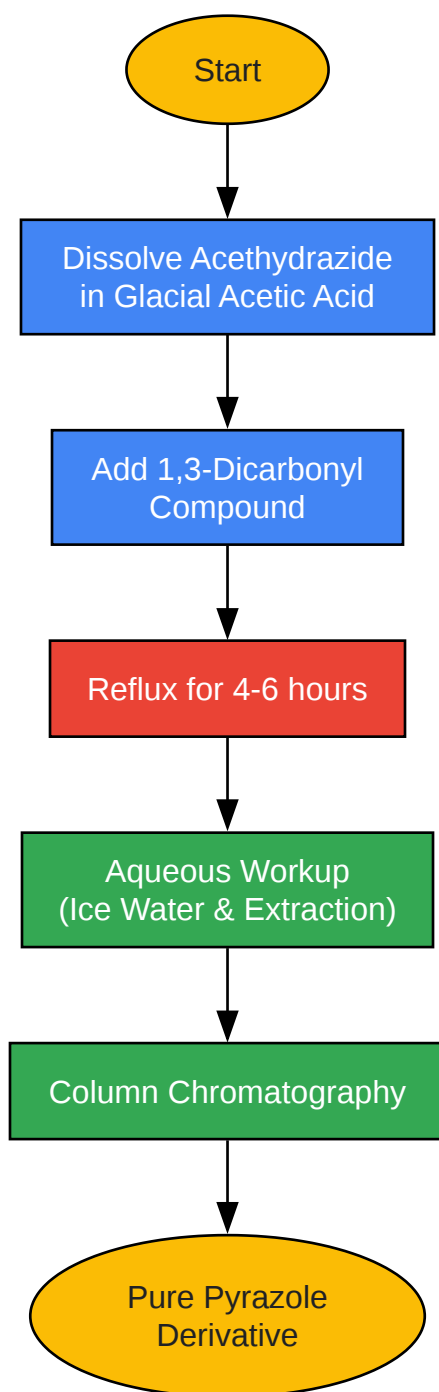 Start
Dissolve Acethydrazide
in Glacial Acetic Acid
Add 1,3-Dicarbonyl
Compound
Reflux for 4-6 hours
Aqueous Workup
(Ice Water & Extraction)
Column Chromatography
Pure Pyrazole
Derivative